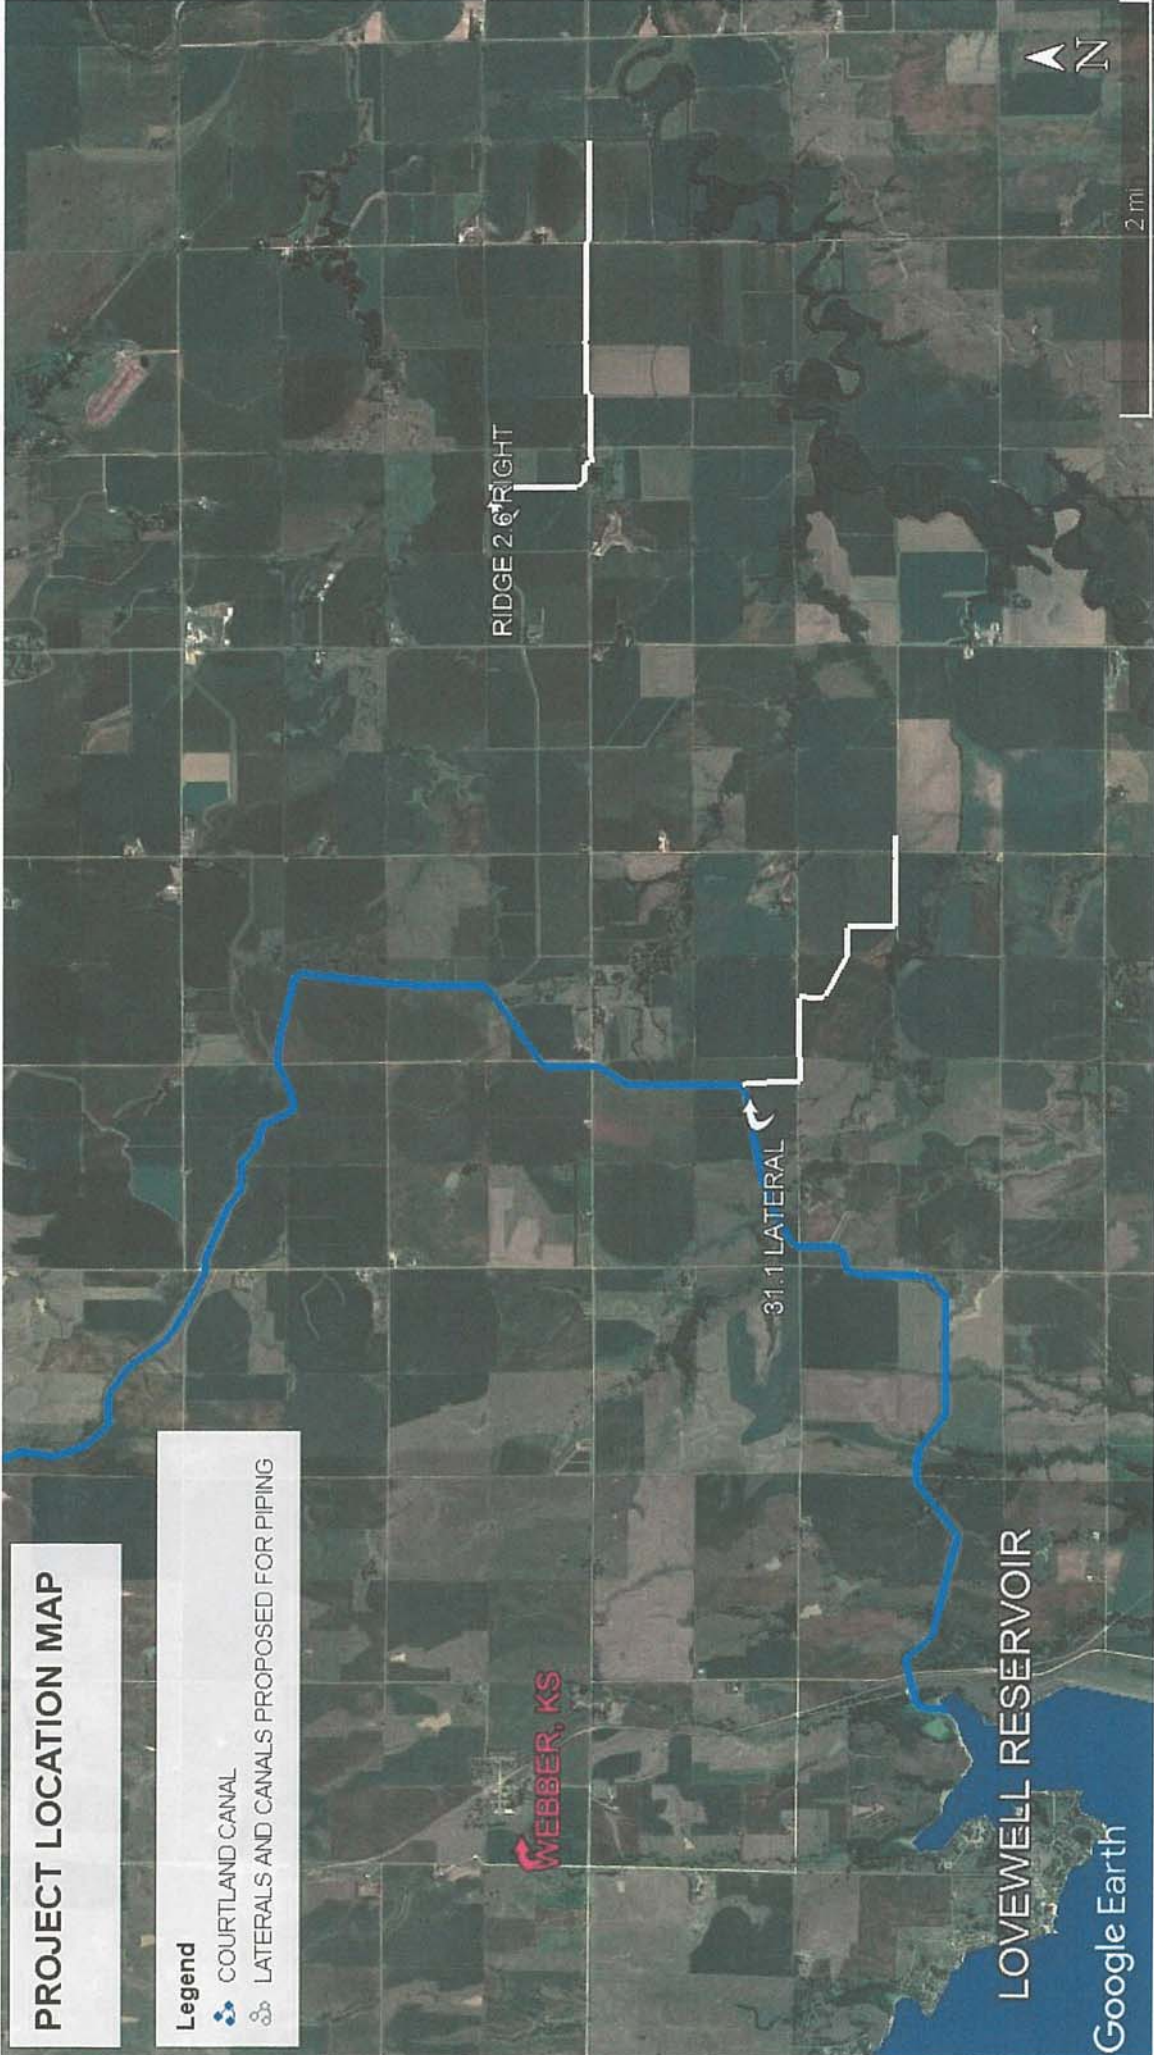 PROJECT LOCATION MAP
Legend
COURTLAND CANAL
LATERALS AND CANALS PROPOSED FOR PIPING
WEBBER, KS
RIDGE 2.6 RIGHT
31.1 LATERAL
LOVEWELL RESERVOIR
Google Earth
N
2 mi